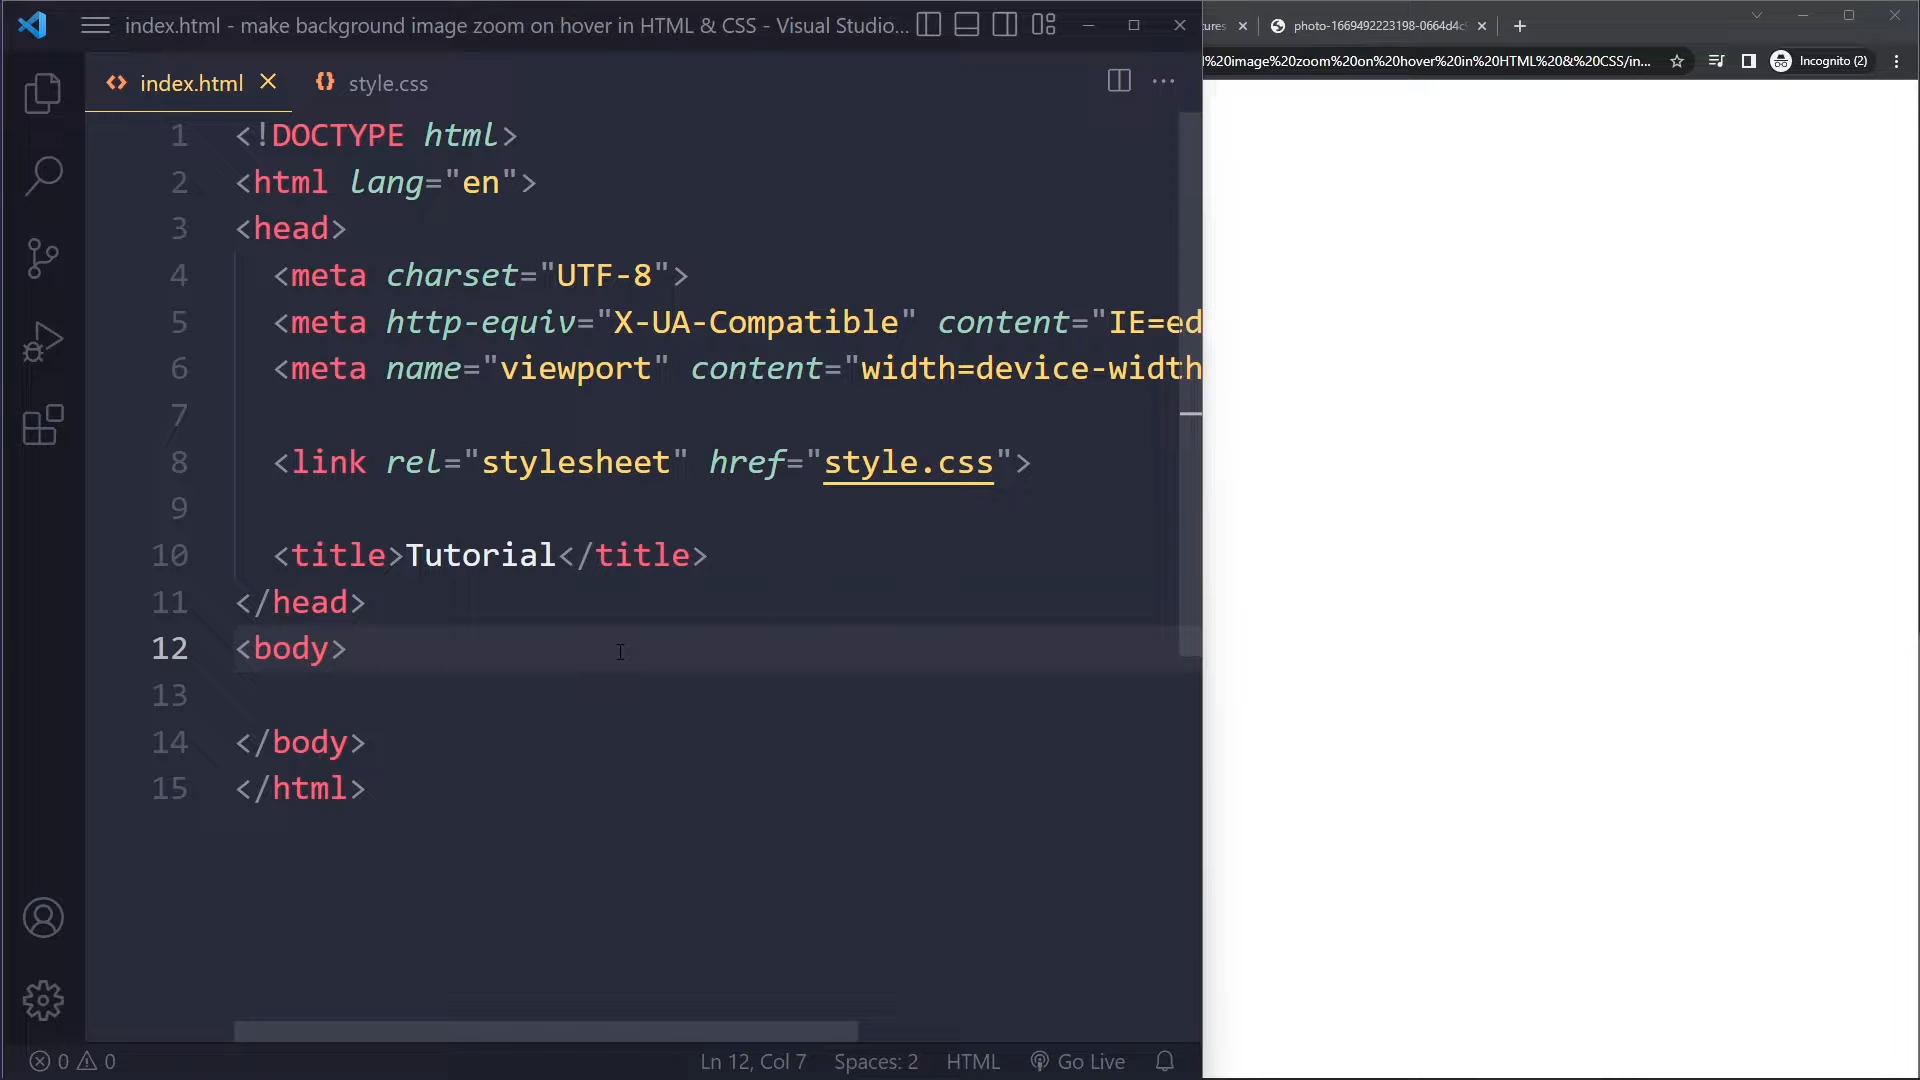 index.html - make background image zoom on hover in HTML & CSS - Visual Studio...
index.html
style.css
1 <!DOCTYPE html>
2 <html lang="en">
3 <head>
4 <meta charset="UTF-8">
5 <meta http-equiv="X-UA-Compatible" content="IE=ed
6 <meta name="viewport" content="width=device-width
7
8 <link rel="stylesheet" href="style.css">
9
10 <title>Tutorial</title>
11 </head>
12 <body>
13
14 </body>
15 </html>
0 0
Ln 12, Col 7 Spaces: 2 HTML Go Live
tures photo-1669492223198-0664d4c
%20image%20zoom%20on%20hover%20in%20HTML%20&%20CSS/in... Incognito (2)